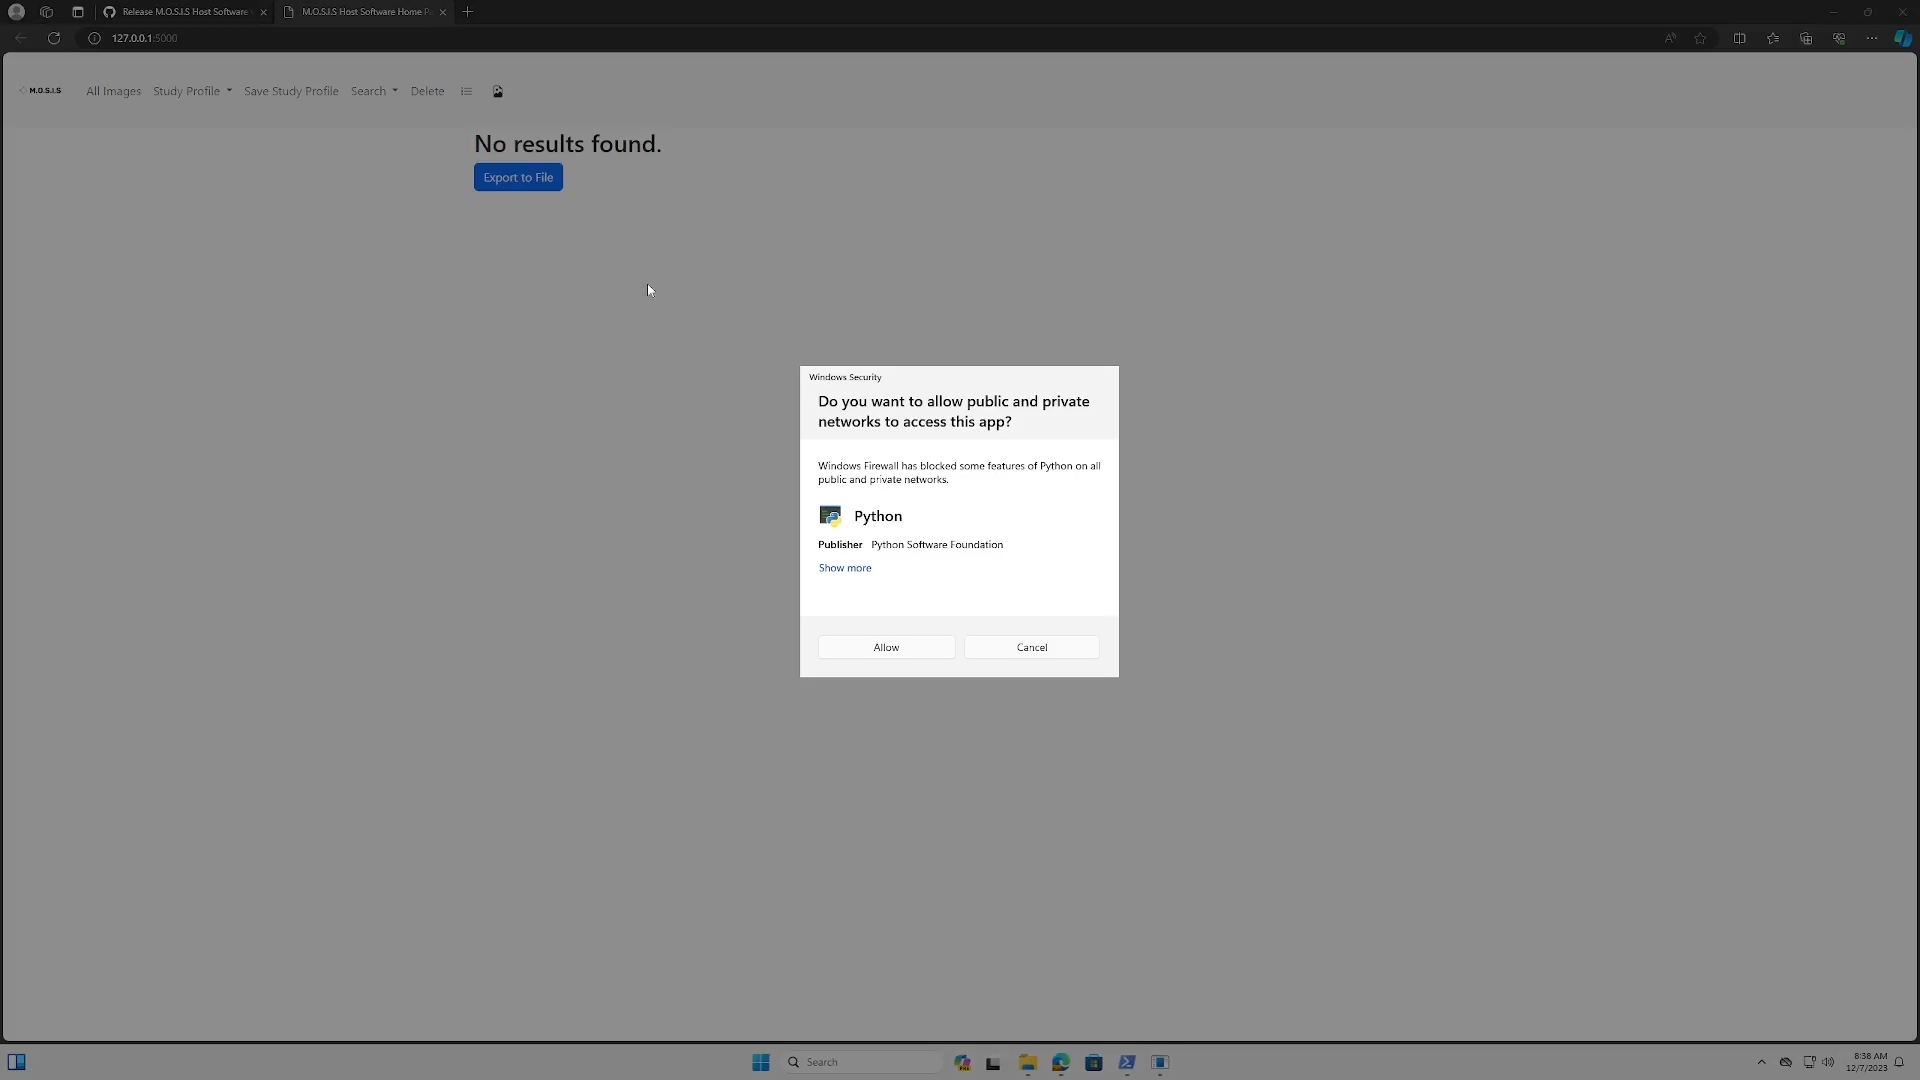 Release M.O.S.I.S Host Software
M.O.S.I.S Host Software Home P
127.0.0.1:5000
M.O.S.I.S
All Images
Study Profile
Save Study Profile
Search
Delete
No results found.
Export to File
Windows Security
Do you want to allow public and private
networks to access this app?
Windows Firewall has blocked some features of Python on all
public and private networks.
Python
Publisher Python Software Foundation
Show more
Allow
Cancel
Search
8:38 AM
12/7/2023